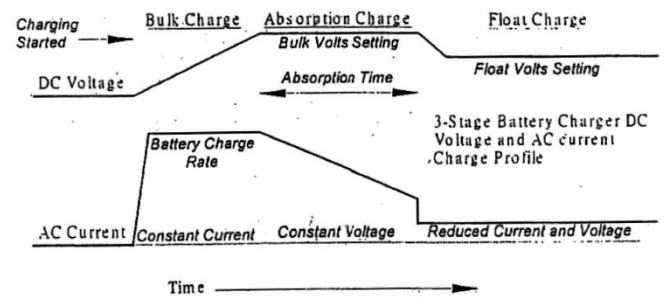 Charging
Started
Bulk Charge
Absorption Charge
Float Charge
Bulk Volts Setting
Float Volts Setting
DC Voltage
Absorption Time
3-Stage Battery Charger DC
Voltage and AC current
Charge Profile
Battery Charge
Rate
AC Current
Constant Current
Constant Voltage
Reduced Current and Voltage
Time